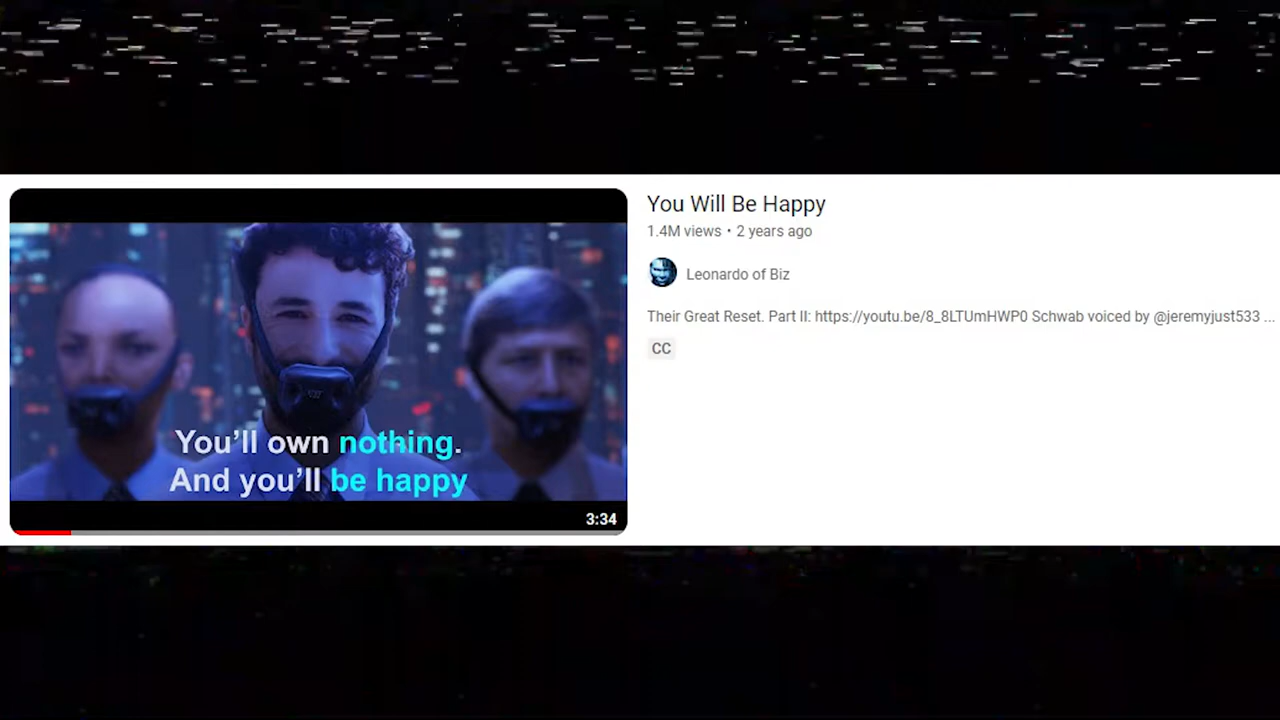 You Will Be Happy
1.4M views • 2 years ago
Leonardo of Biz
Their Great Reset. Part II: https://youtu.be/8_8LTUmHWP0 Schwab voiced by @jeremyjust533 ...
CC
You'll own nothing.
And you'll be happy
3:34